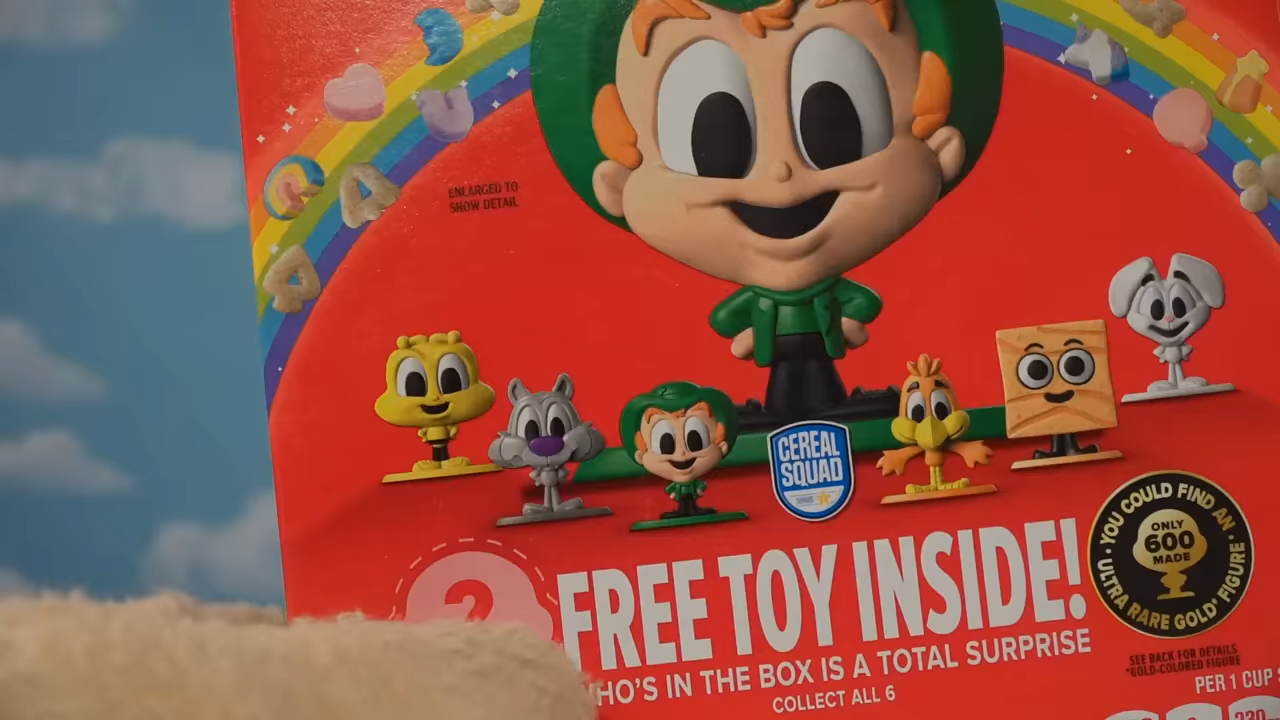 ENLARGED TO
SHOW DETAIL
CEREAL
SQUAD
FREE TOY INSIDE!
WHO'S IN THE BOX IS A TOTAL SURPRISE
COLLECT ALL 6
?
YOU COULD FIND AN
ONLY
600
MADE
ULTRA RARE GOLD* FIGURE
SEE BACK FOR DETAILS
*GOLD-COLORED FIGURE
PER 1 CUP
230